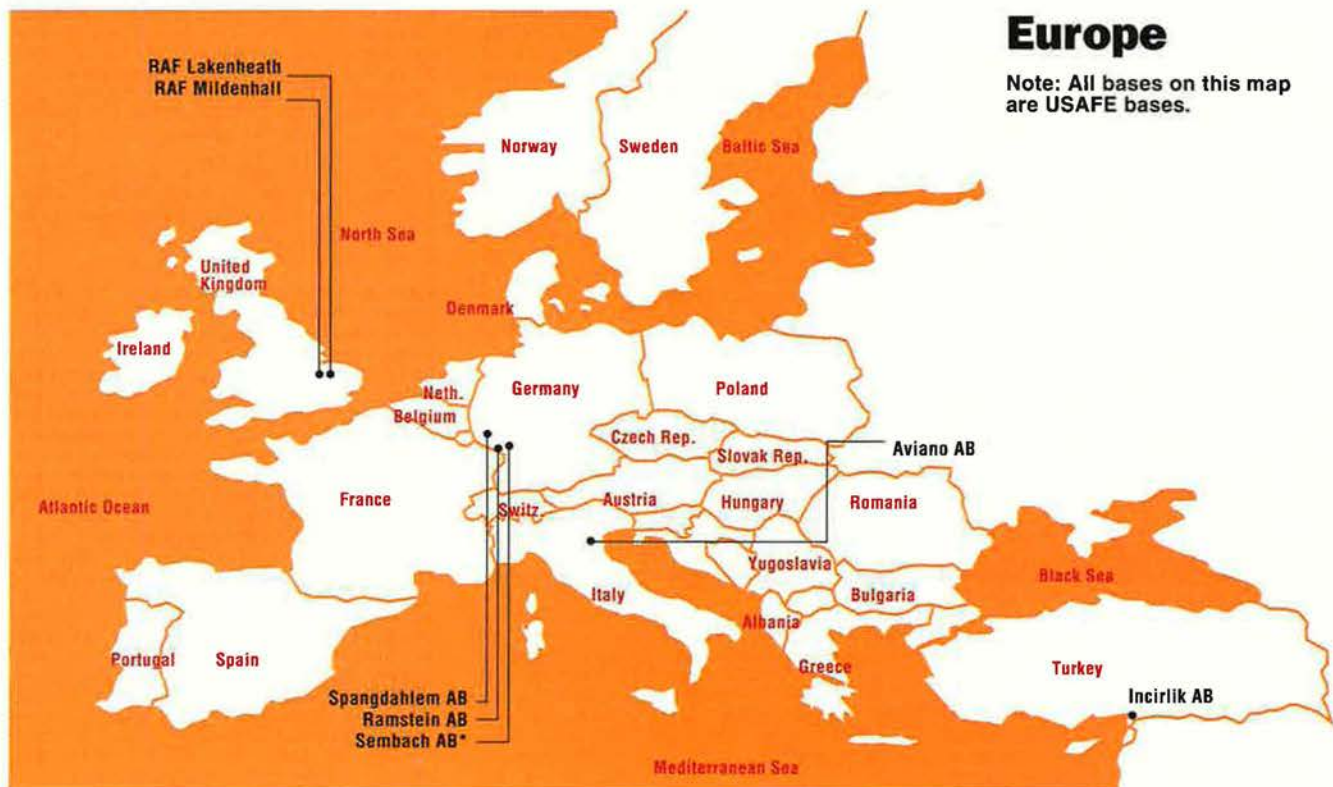 Europe
Note: All bases on this map
are USAFE bases.
RAF Lakenheath
RAF Mildenhall
Norway
Sweden
Baltic Sea
North Sea
United
Kingdom
Denmark
Ireland
Neth.
Germany
Poland
Belgium
Czech Rep.
Slovak Rep.
Aviano AB
France
Switz.
Austria
Hungary
Romania
Atlantic Ocean
Yugoslavia
Black Sea
Italy
Bulgaria
Albania
Portugal
Spain
Greece
Turkey
Spangdahlem AB
Ramstein AB
Sembach AB*
Incirlik AB
Mediterranean Sea